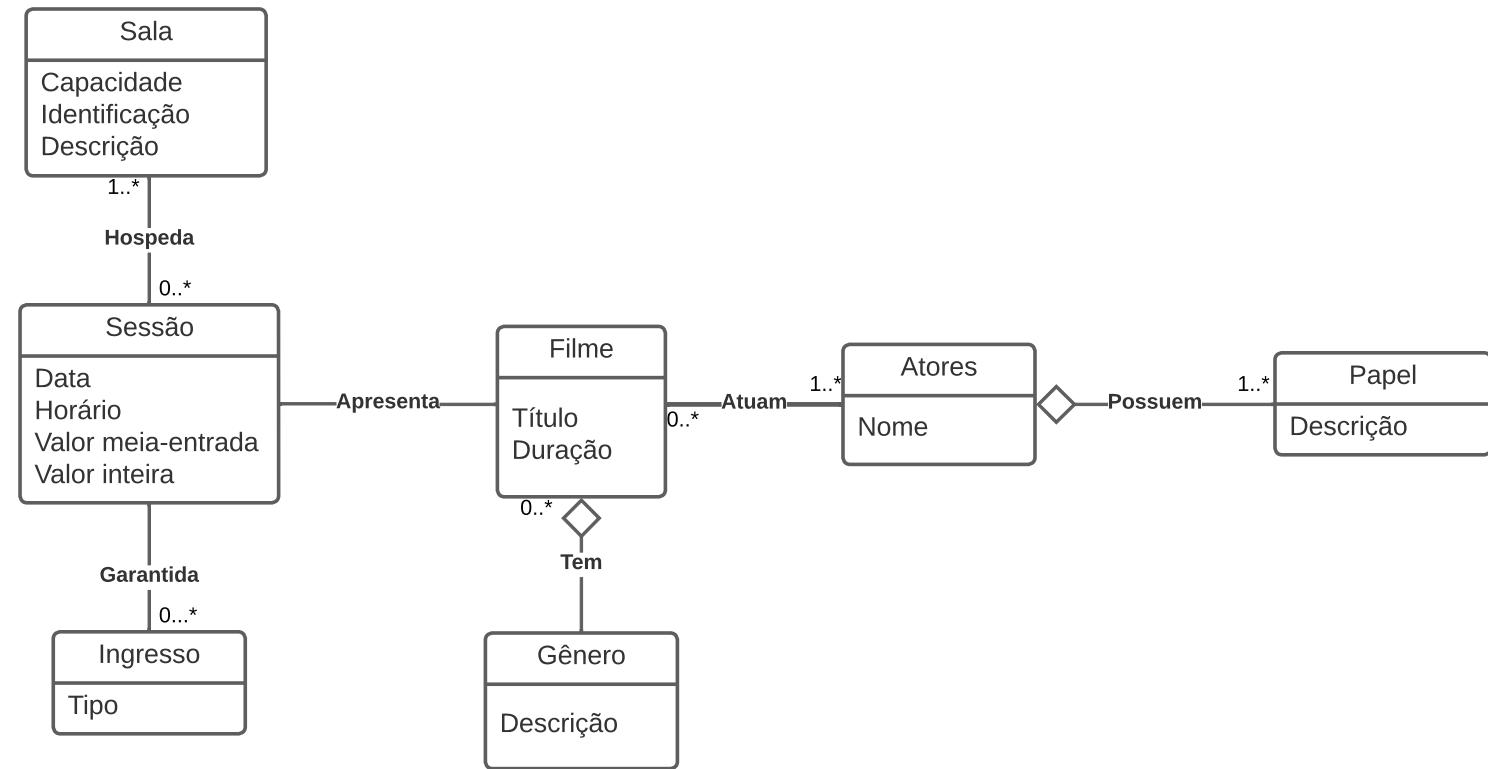 Sala
Capacidade
Identificação
Descrição
1..*
Hospeda
0..*
Sessão
Data
Horário
Valor meia-entrada
Valor inteira
Apresenta
Filme
Título
Duração
0..*
Atuam
1..*
Atores
Nome
Possuem
1..*
Papel
Descrição
0..*
Tem
Gênero
Descrição
Garantida
0...*
Ingresso
Tipo